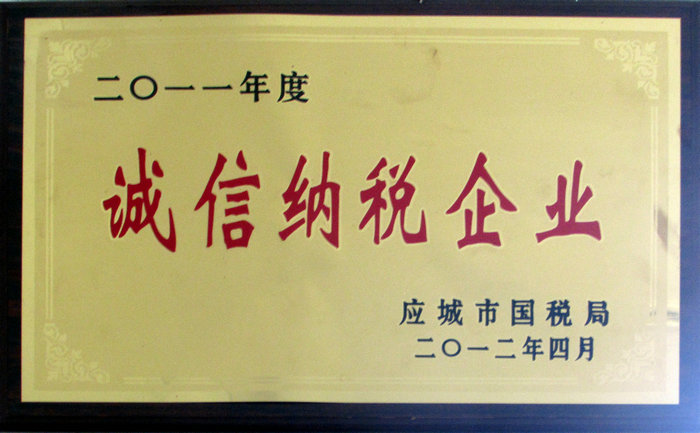 二〇一一年度
诚信纳税企业
应城市国税局
二〇一二年四月